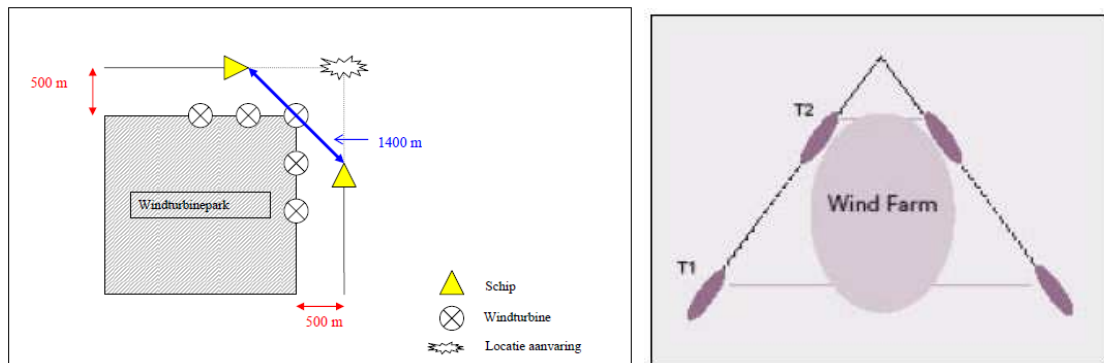 500 m
1400 m
Windturbinepark
500 m
Schip
Windturbine
Locatie aanvaring
T2
Wind Farm
T1